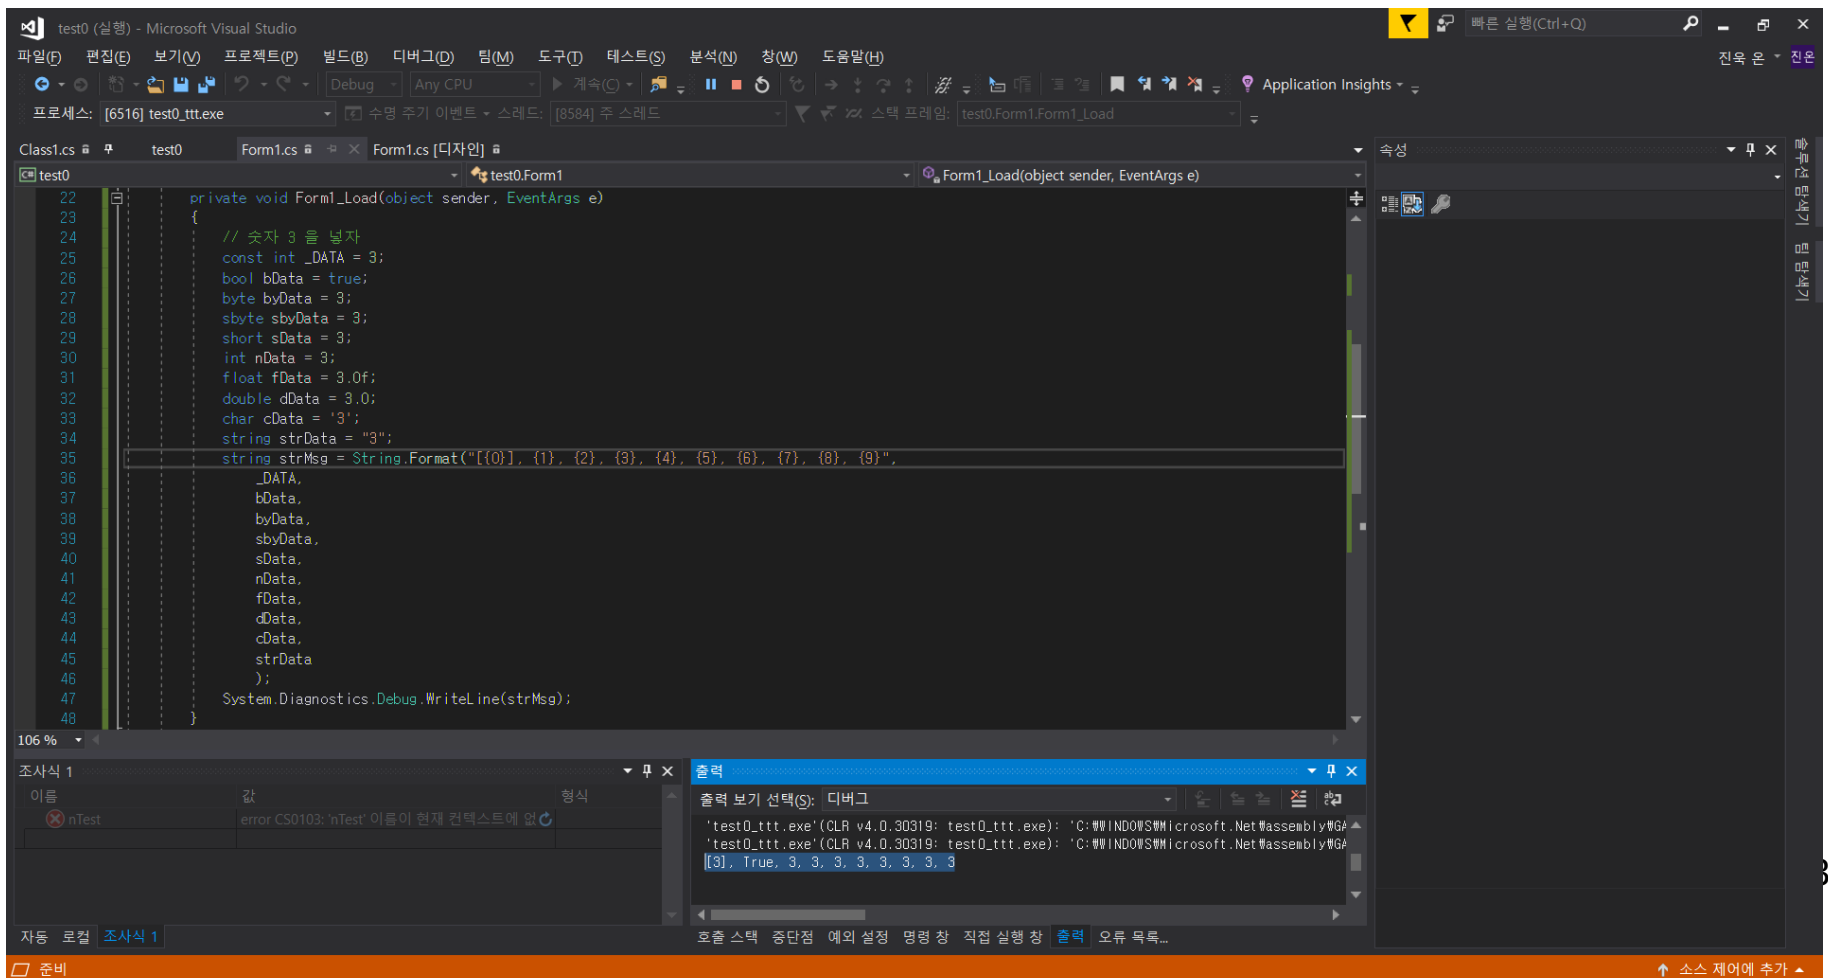 test0 (실행) - Microsoft Visual Studio
빠른 실행(Ctrl+Q)
파일(F) 편집(E) 보기(V) 프로젝트(P) 빌드(B) 디버그(D) 팀(M) 도구(T) 테스트(S) 분석(N) 창(W) 도움말(H)
진욱 온 진온
Debug Any CPU 계속(C) Application Insights
프로세스: [6516] test0_ttt.exe 수명 주기 이벤트 스레드: [8584] 주 스레드 스택 프레임: test0.Form1.Form1_Load
Class1.cs test0 Form1.cs Form1.cs [디자인]
속성
솔루션 탐색기
팀 탐색기
test0 test0.Form1 Form1_Load(object sender, EventArgs e)
22 private void Form1_Load(object sender, EventArgs e)
23 {
24 // 숫자 3 을 넣자
25 const int _DATA = 3;
26 bool bData = true;
27 byte byData = 3;
28 sbyte sbyData = 3;
29 short sData = 3;
30 int nData = 3;
31 float fData = 3.0f;
32 double dData = 3.0;
33 char cData = '3';
34 string strData = "3";
35 string strMsg = String.Format("[{0}], {1}, {2}, {3}, {4}, {5}, {6}, {7}, {8}, {9}",
36 _DATA,
37 bData,
38 byData,
39 sbyData,
40 sData,
41 nData,
42 fData,
43 dData,
44 cData,
45 strData
46 );
47 System.Diagnostics.Debug.WriteLine(strMsg);
48 }
106 %
조사식 1
이름 값 형식
nTest error CS0103: 'nTest' 이름이 현재 컨텍스트에 없
자동 로컬 조사식 1
출력
출력 보기 선택(S): 디버그
'test0_ttt.exe'(CLR v4.0.30319: test0_ttt.exe): 'C:₩WINDOWS₩Microsoft.Net₩assembly₩GA
'test0_ttt.exe'(CLR v4.0.30319: test0_ttt.exe): 'C:₩WINDOWS₩Microsoft.Net₩assembly₩GA
[3], True, 3, 3, 3, 3, 3, 3, 3, 3
호출 스택 중단점 예외 설정 명령 창 직접 실행 창 출력 오류 목록...
준비
소스 제어에 추가